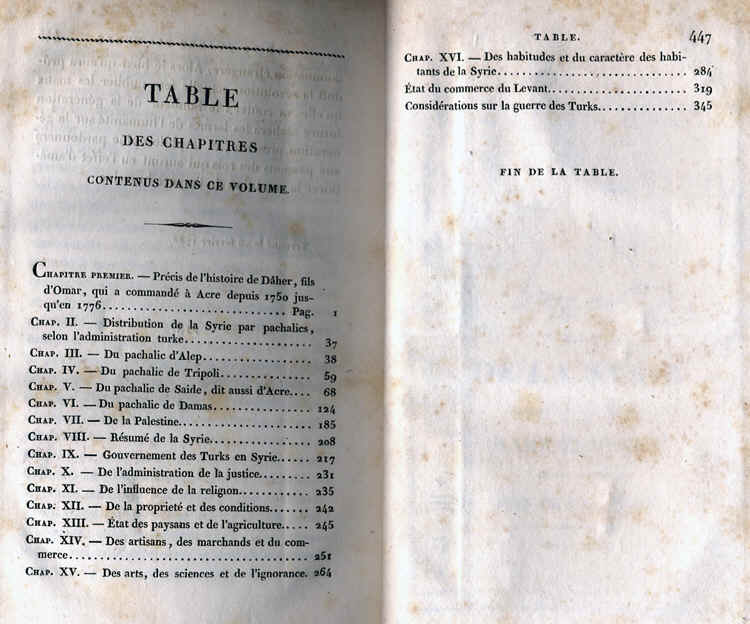 TABLE
DES CHAPITRES
CONTENUS DANS CE VOLUME.
CHAPITRE PREMIER. — Précis de l'histoire de Dâher, fils
d'Omar, qui a commandé à Acre depuis 1750 jus-
qu'en 1776.............................. Pag. 1
CHAP. II. — Distribution de la Syrie par pachalics,
selon l'administration turke.................... 37
CHAP. III. — Du pachalic d'Alep.................. 38
CHAP. IV. — Du pachalic de Tripoli............... 59
CHAP. V. — Du pachalic de Saide, dit aussi d'Acre.... 68
CHAP. VI. — Du pachalic de Damas................ 124
CHAP. VII. — De la Palestine..................... 185
CHAP. VIII. — Résumé de la Syrie................. 208
CHAP. IX. — Gouvernement des Turks en Syrie...... 217
CHAP. X. — De l'administration de la justice........ 231
CHAP. XI. — De l'influence de la religion............ 235
CHAP. XII. — De la propriété et des conditions...... 242
CHAP. XIII. — État des paysans et de l'agriculture..... 245
CHAP. XIV. — Des artisans, des marchands et du com-
merce........................................ 251
CHAP. XV. — Des arts, des sciences et de l'ignorance. 264
TABLE. 447
CHAP. XVI. — Des habitudes et du caractère des habi-
tants de la Syrie............................ 284
État du commerce du Levant..................... 319
Considérations sur la guerre des Turks............. 345
FIN DE LA TABLE.